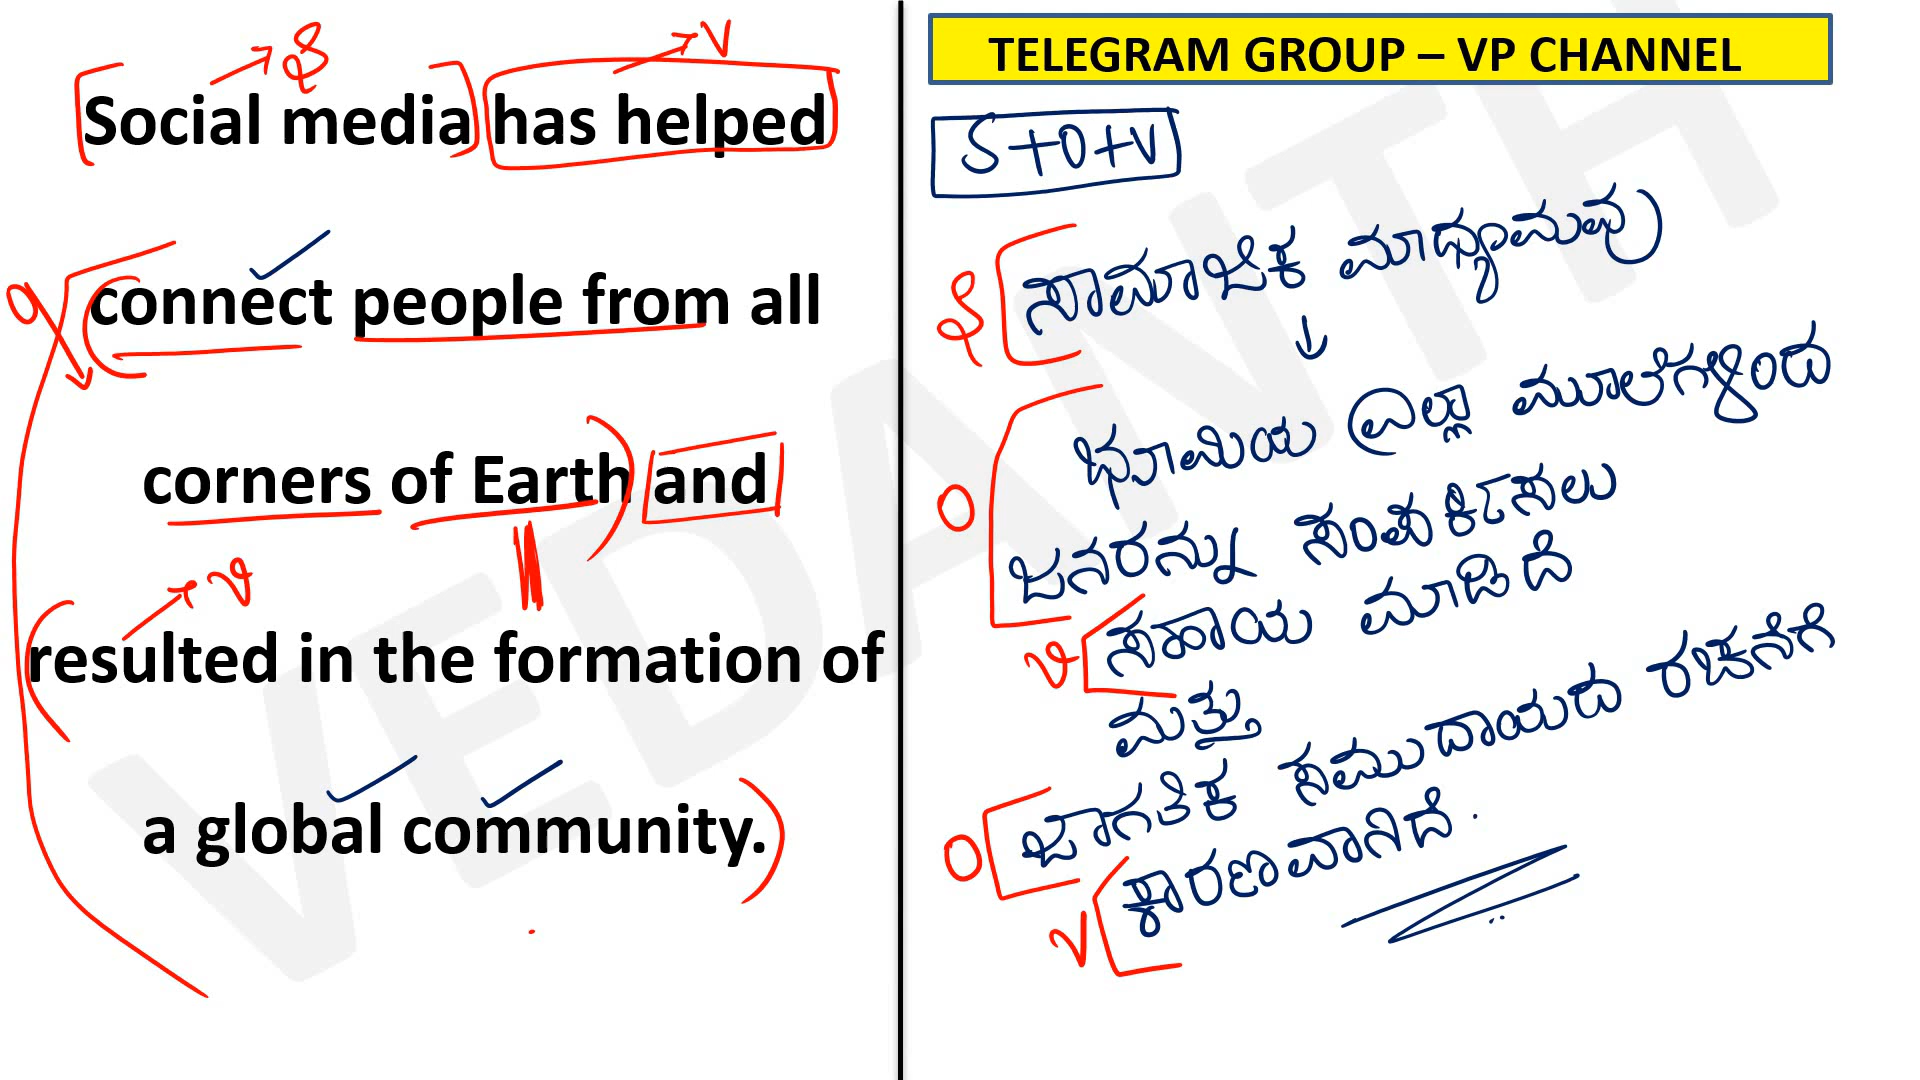 S
V
Social media has helped
connect people from all
O
corners of Earth and
V
resulted in the formation of
a global community.
TELEGRAM GROUP – VP CHANNEL
S+O+V
S
ಸಾಮಾಜಿಕ ಮಾಧ್ಯಮವು
ಭೂಮಿಯ ಎಲ್ಲಾ ಮೂಲೆಗಳಿಂದ
O
ಜನರನ್ನು ಸಂಪರ್ಕಿಸಲು
V
ಸಹಾಯ ಮಾಡಿದೆ
ಮತ್ತು
O
ಜಾಗತಿಕ ಸಮುದಾಯದ ರಚನೆಗೆ
V
ಕಾರಣವಾಗಿದೆ.
VEDANTH